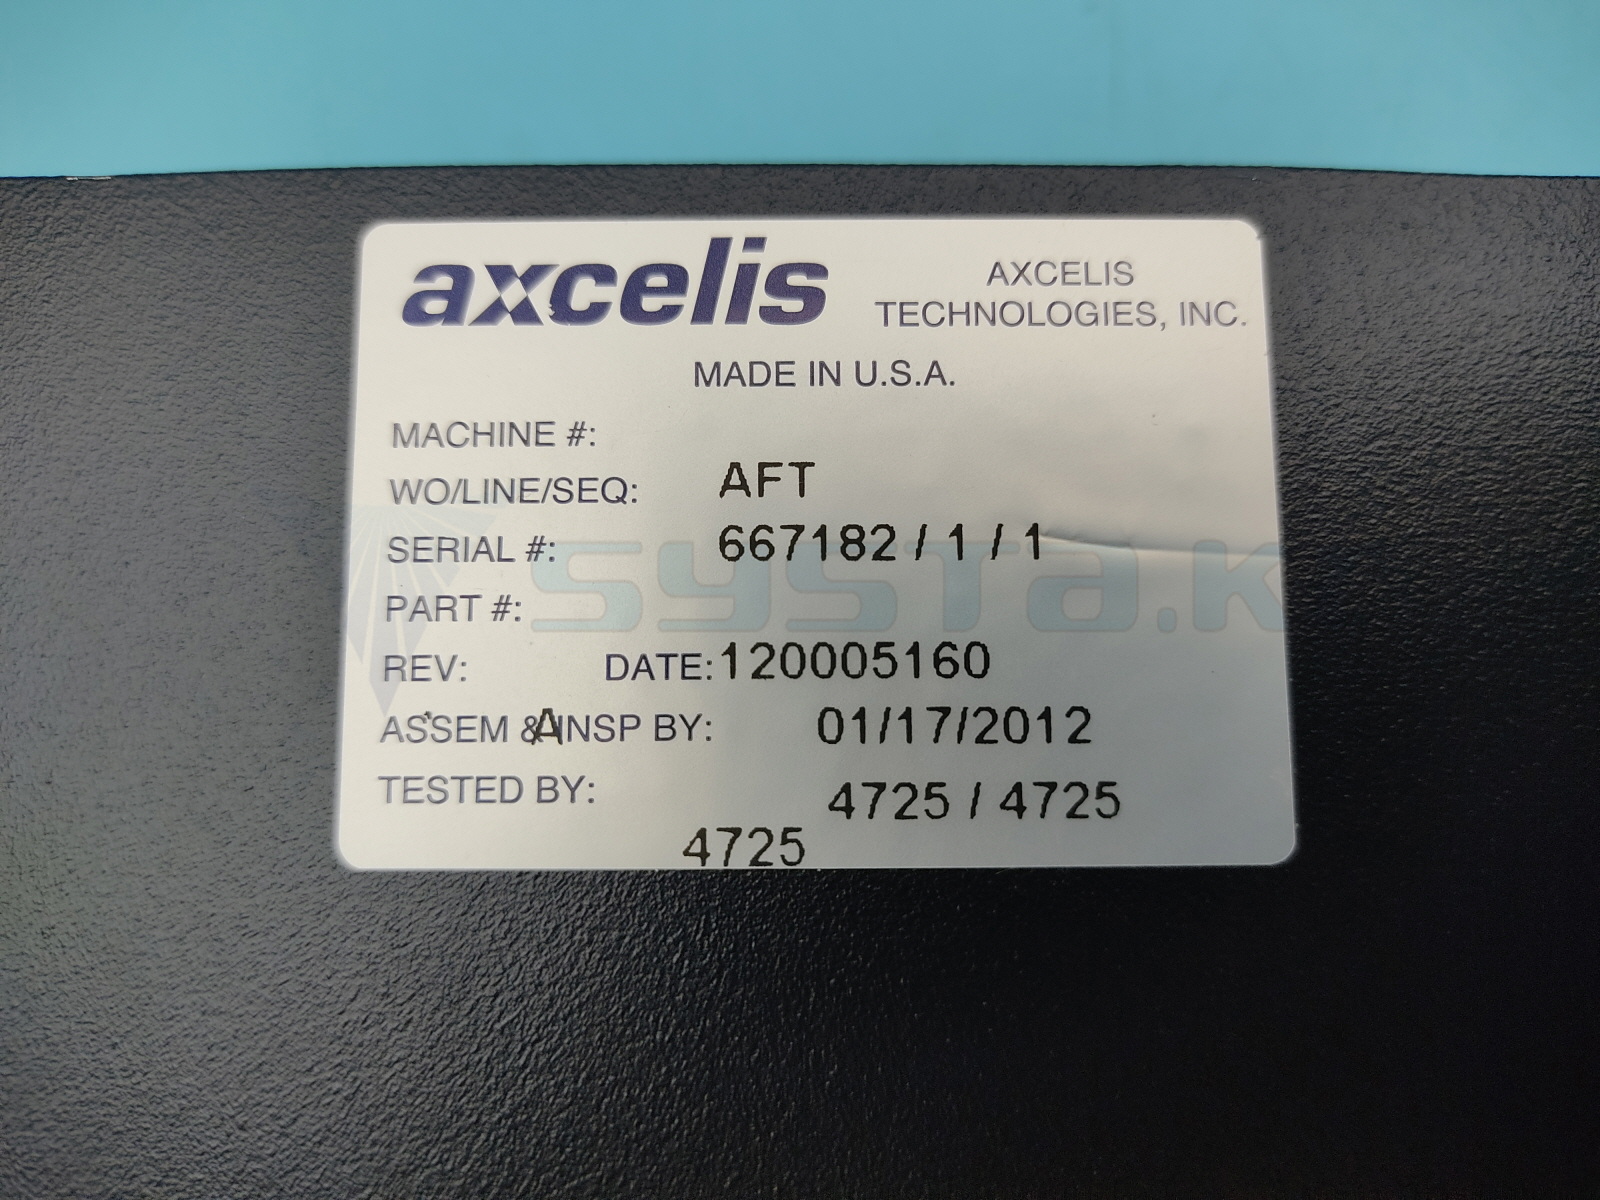 axcelis
AXCELIS
TECHNOLOGIES, INC.
MADE IN U.S.A.
MACHINE #:
WO/LINE/SEQ: AFT
SERIAL #: 667182 / 1 / 1
systa.k
PART #:
REV: DATE: 120005160
ASSEM & A INSP BY: 01/17/2012
TESTED BY: 4725 / 4725
4725